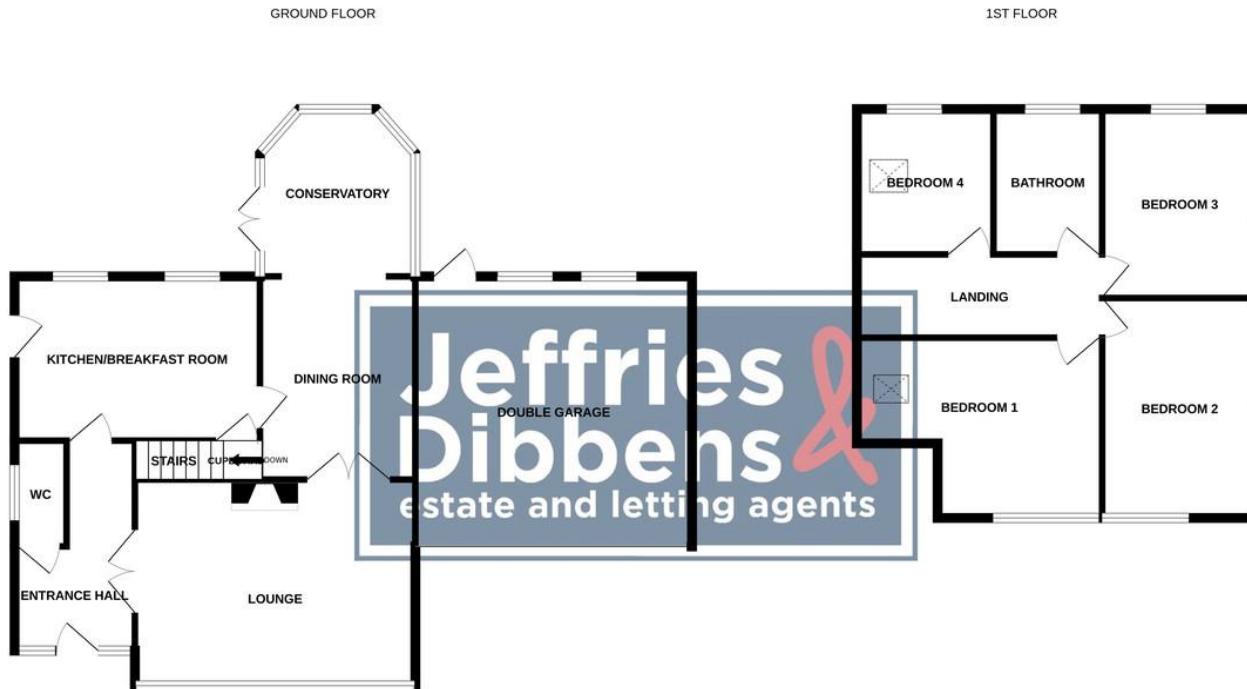 GROUND FLOOR
1ST FLOOR
CONSERVATORY
BEDROOM 4
BATHROOM
BEDROOM 3
LANDING
KITCHEN/BREAKFAST ROOM
DINING ROOM
DOUBLE GARAGE
BEDROOM 1
BEDROOM 2
STAIRS
DOWN
WC
ENTRANCE HALL
LOUNGE
Jeffries
& Dibbens
estate and letting agents